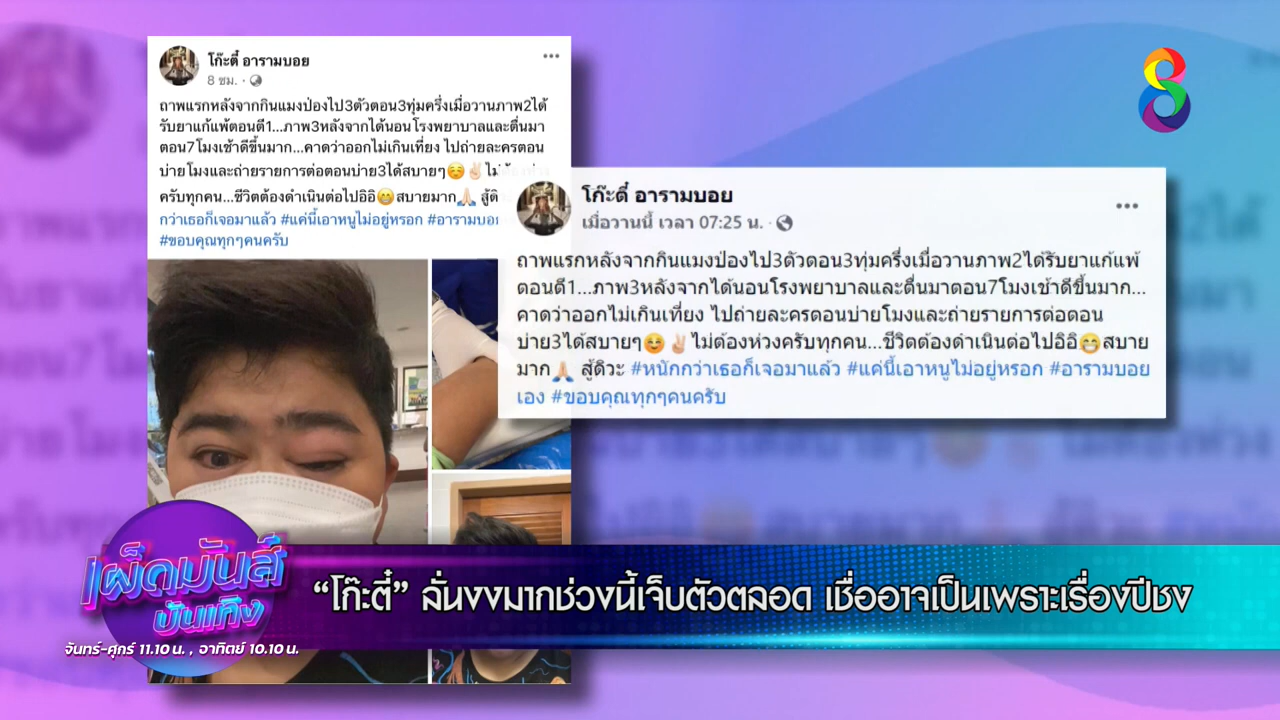 โก๊ะตี๋ อารามบอย
8 ชม.
ถาพแรกหลังจากกินแมงป่องไป3ตัวตอน3ทุ่มครึ่งเมื่อวานภาพ2ได้
รับยาแก้แพ้ตอนตี1...ภาพ3หลังจากได้นอนโรงพยาบาลและตื่นมา
ตอน7โมงเช้าดีขึ้นมาก...คาดว่าออกไม่เกินเที่ยง ไปถ่ายละครตอน
บ่ายโมงและถ่ายรายการต่อตอนบ่าย3ได้สบายๆ☺️✌🏻ไม่ต้องห่วง
ครับทุกคน...ชีวิตต้องดำเนินต่อไปอิอิ😁สบายมาก🙏🏻 สู้ดิ
กว่าเธอก็เจอมาแล้ว #แค่นี้เอาหนูไม่อยู่หรอก #อารามบอย
#ขอบคุณทุกๆคนครับ
โก๊ะตี๋ อารามบอย
เมื่อวานนี้ เวลา 07:25 น.
ถาพแรกหลังจากกินแมงป่องไป3ตัวตอน3ทุ่มครึ่งเมื่อวานภาพ2ได้รับยาแก้แพ้
ตอนตี1...ภาพ3หลังจากได้นอนโรงพยาบาลและตื่นมาตอน7โมงเช้าดีขึ้นมาก...
คาดว่าออกไม่เกินเที่ยง ไปถ่ายละครตอนบ่ายโมงและถ่ายรายการต่อตอน
บ่าย3ได้สบายๆ☺️✌🏻ไม่ต้องห่วงครับทุกคน...ชีวิตต้องดำเนินต่อไปอิอิ😁สบาย
มาก🙏🏻 สู้ดิวะ #หนักกว่าเธอก็เจอมาแล้ว #แค่นี้เอาหนูไม่อยู่หรอก #อารามบอย
เอง #ขอบคุณทุกๆคนครับ
8
เผ็ดมันส์
บันเทิง
จันทร์-ศุกร์ 11.10 น. , อาทิตย์ 10.10 น.
“โก๊ะตี๋” ลั่นงงมากช่วงนี้เจ็บตัวตลอด เชื่ออาจเป็นเพราะเรื่องปีชง